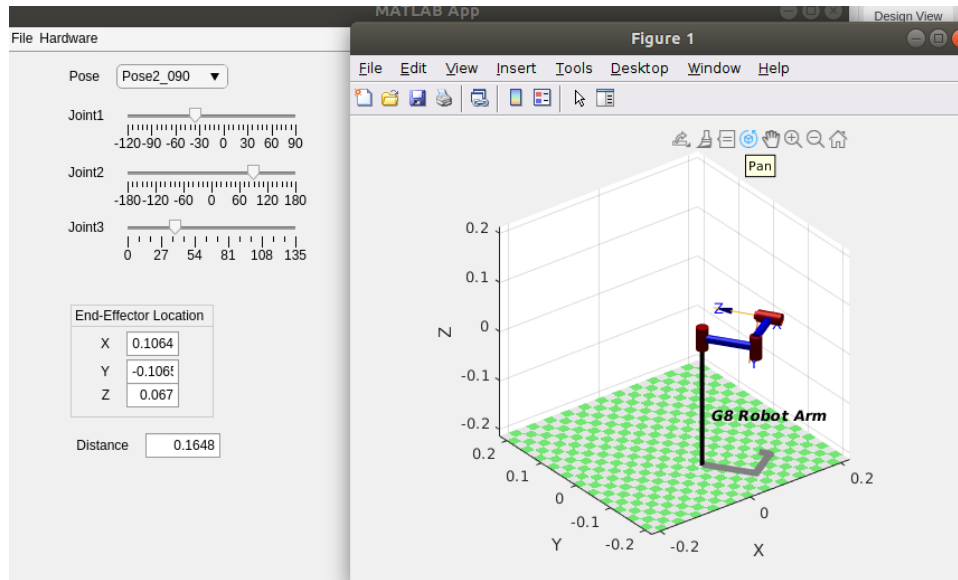 MATLAB App
Design View
File Hardware
Figure 1
File Edit View Insert Tools Desktop Window Help
Pose Pose2_090
Joint1
-120 -90 -60 -30 0 30 60 90
Joint2
-180 -120 -60 0 60 120 180
Joint3
0 27 54 81 108 135
End-Effector Location
X 0.1064
Y -0.1065
Z 0.067
Distance 0.1648
Pan
0.2
0.1
0
-0.1
-0.2
Z
Z
X
Y
G8 Robot Arm
0.2
0.1
0
-0.1
-0.2
Y
-0.2
0
0.2
X